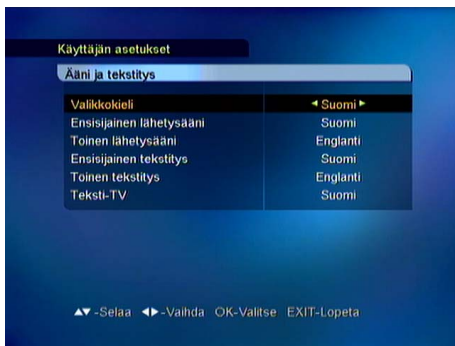 Käyttäjän asetukset
Ääni ja tekstitys
Valikkokieli ◄ Suomi ►
Ensisijainen lähetysääni Suomi
Toinen lähetysääni Englanti
Ensisijainen tekstitys Suomi
Toinen tekstitys Englanti
Teksti-TV Suomi
▲▼ -Selaa ◄► -Vaihda OK-Valitse EXIT-Lopeta